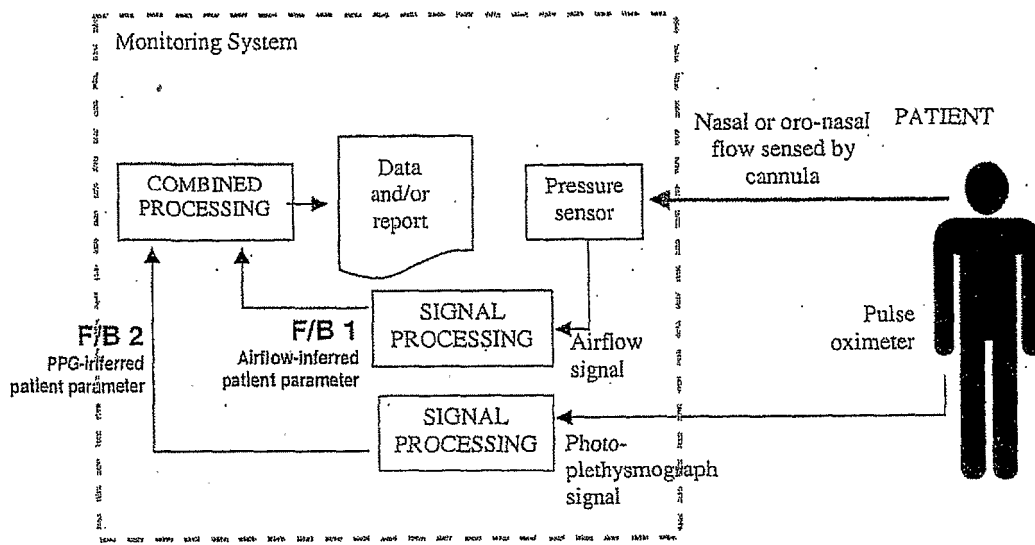 Monitoring System
COMBINED
PROCESSING
Data
and/or
report
Pressure
sensor
Nasal or oro-nasal
flow sensed by
cannula
PATIENT
F/B 2
PPG-inferred
patient parameter
F/B 1
Airflow-inferred
patient parameter
SIGNAL
PROCESSING
Airflow
signal
Pulse
oximeter
SIGNAL
PROCESSING
Photo-
plethysmograph
signal